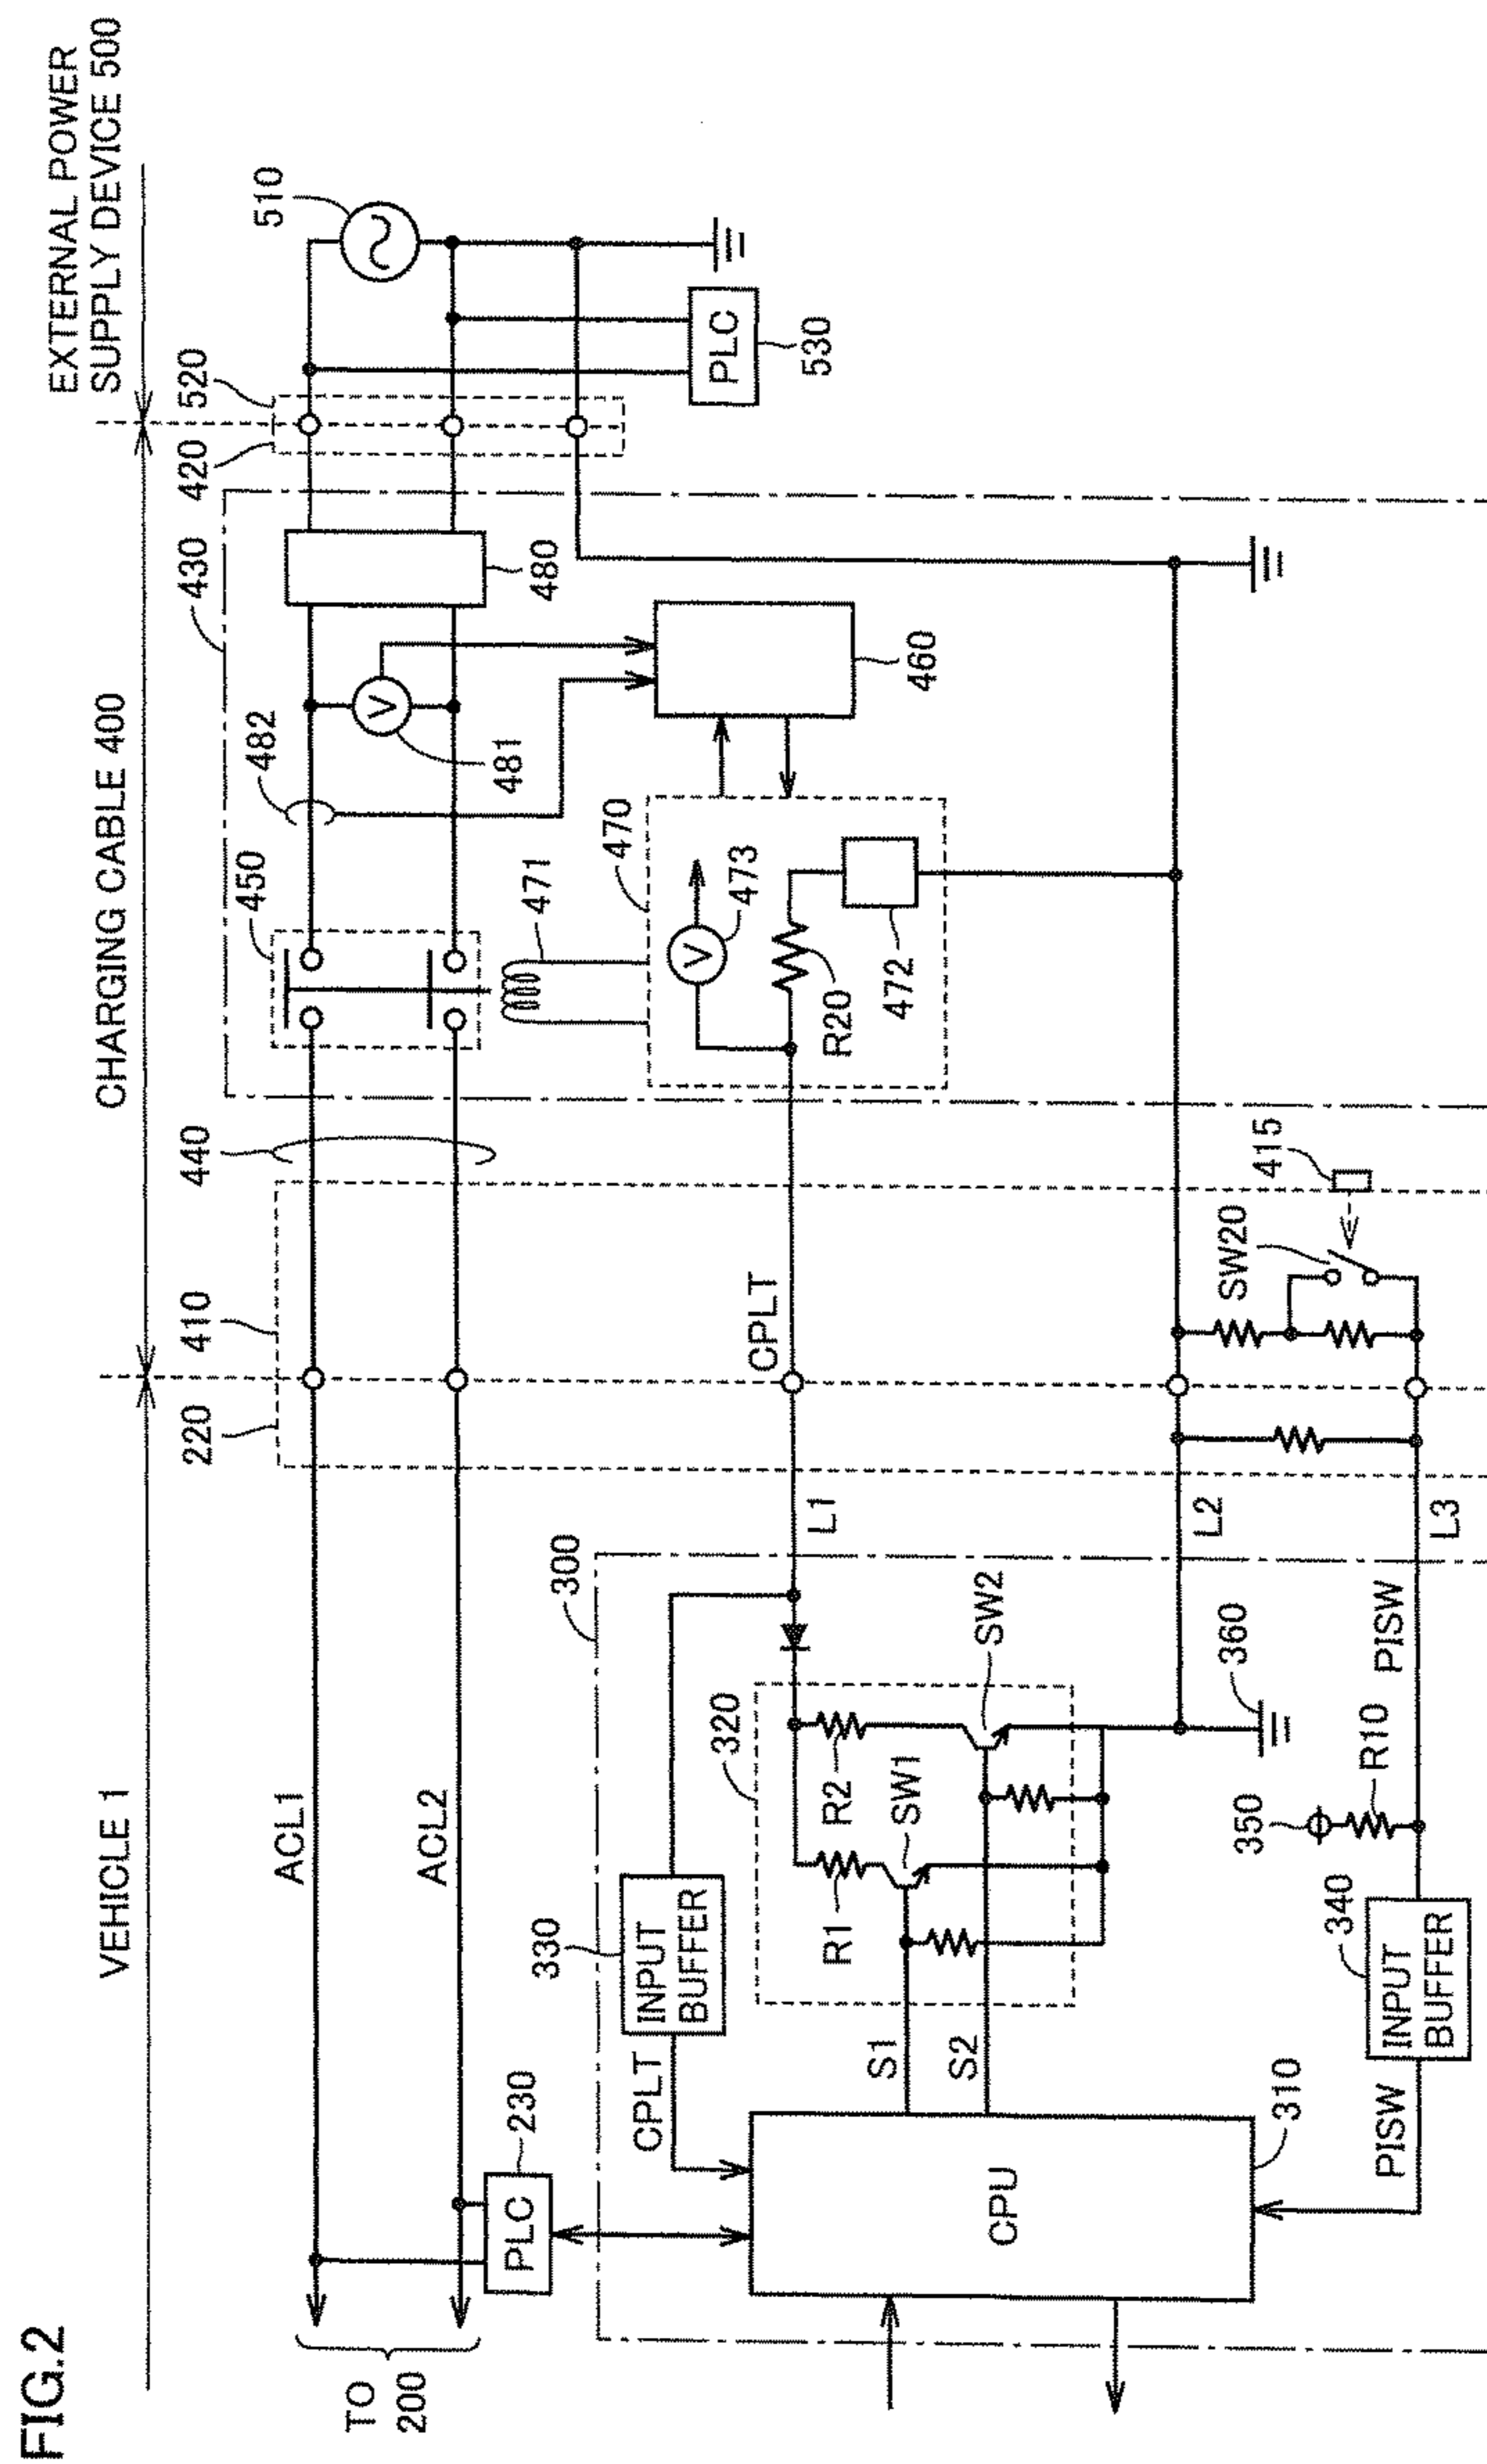 FIG.2
VEHICLE 1
CHARGING CABLE 400
EXTERNAL POWER
SUPPLY DEVICE 500
220
410
440
430
420
520
510
TO
200
ACL1
ACL2
450
482
V
481
480
PLC
230
471
PLC
530
CPLT
330
INPUT
BUFFER
300
320
470
V
473
460
CPLT
L1
R20
472
R1
R2
S1
SW1
S2
SW2
CPU
310
L2
360
350
R10
SW20
415
340
INPUT
BUFFER
PISW
PISW
L3